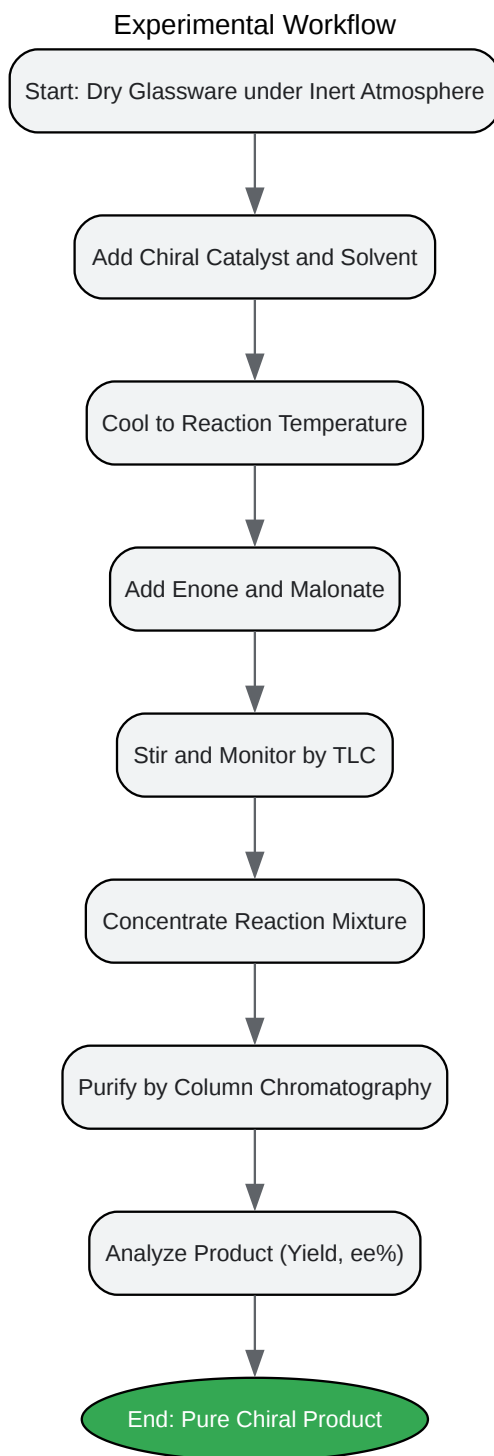 Experimental Workflow
Start: Dry Glassware under Inert Atmosphere
Add Chiral Catalyst and Solvent
Cool to Reaction Temperature
Add Enone and Malonate
Stir and Monitor by TLC
Concentrate Reaction Mixture
Purify by Column Chromatography
Analyze Product (Yield, ee%)
End: Pure Chiral Product